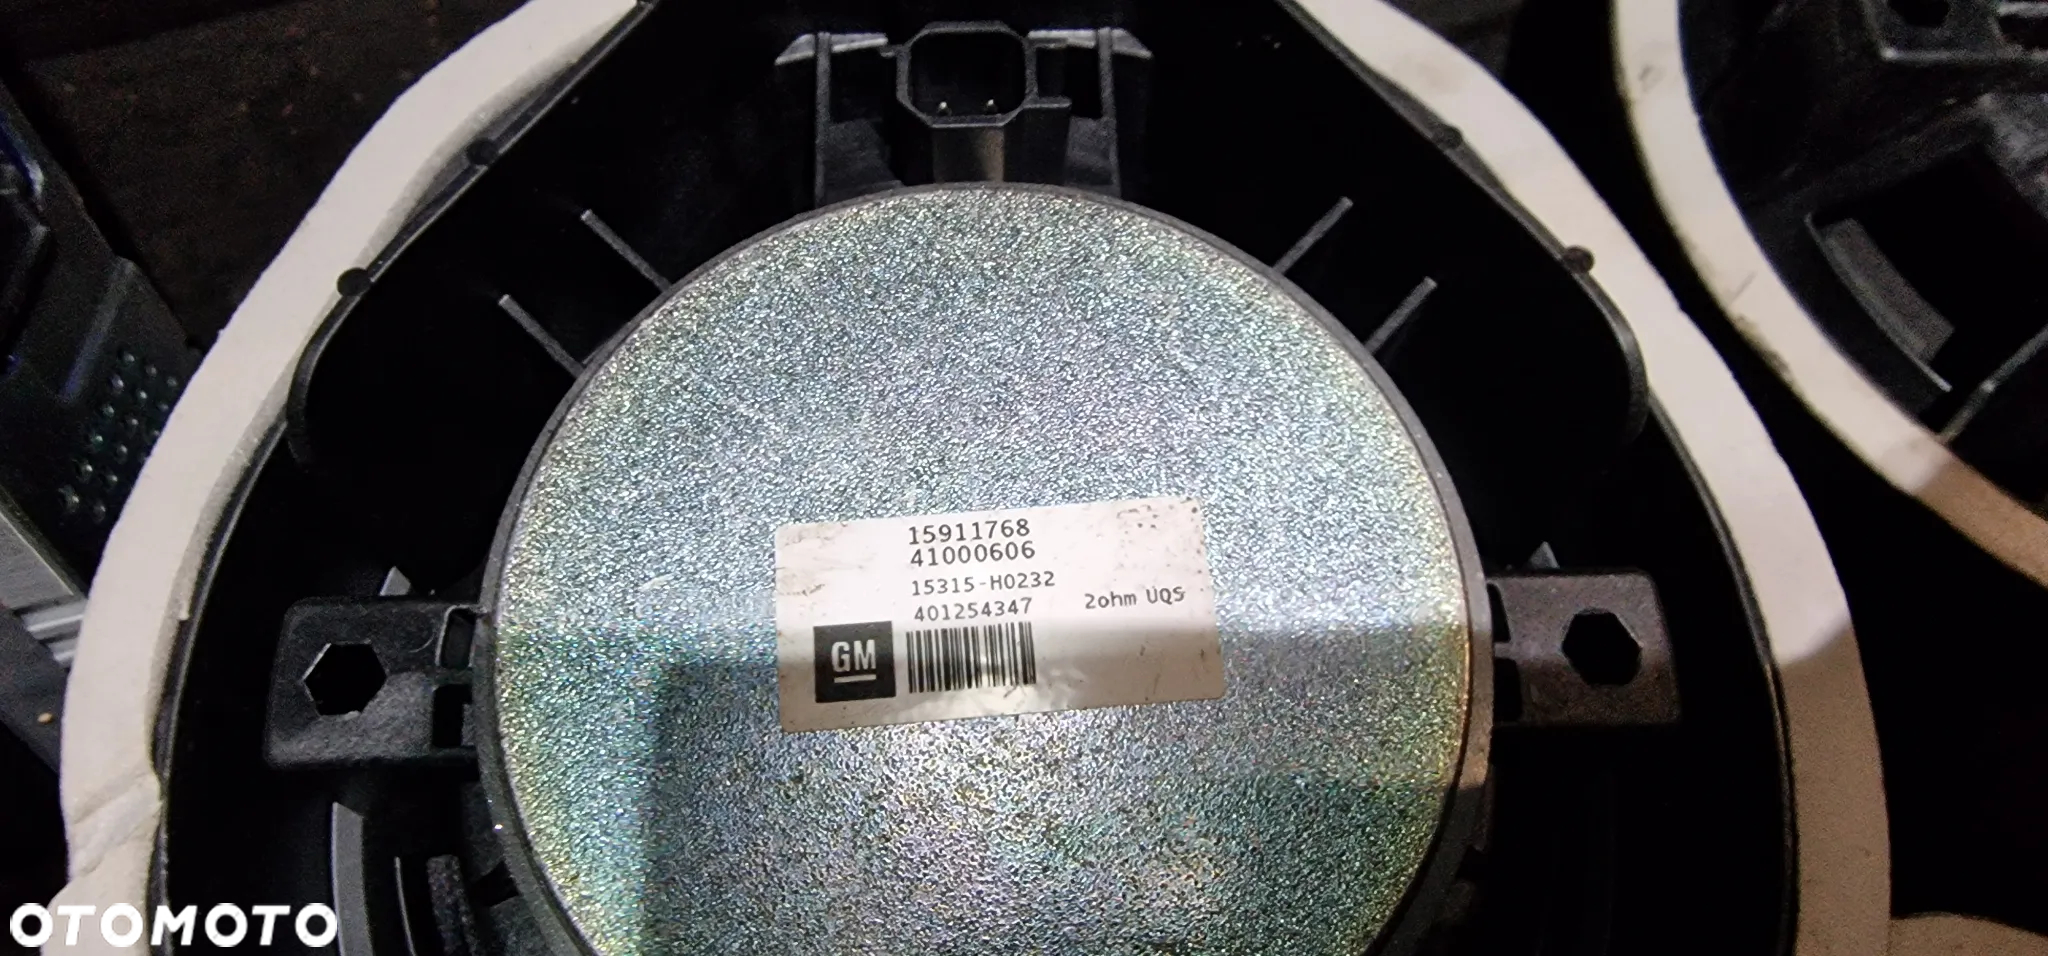 15911768
41000606
15315-H0232
401254347
2ohm UQS
GM
OTOMOTO